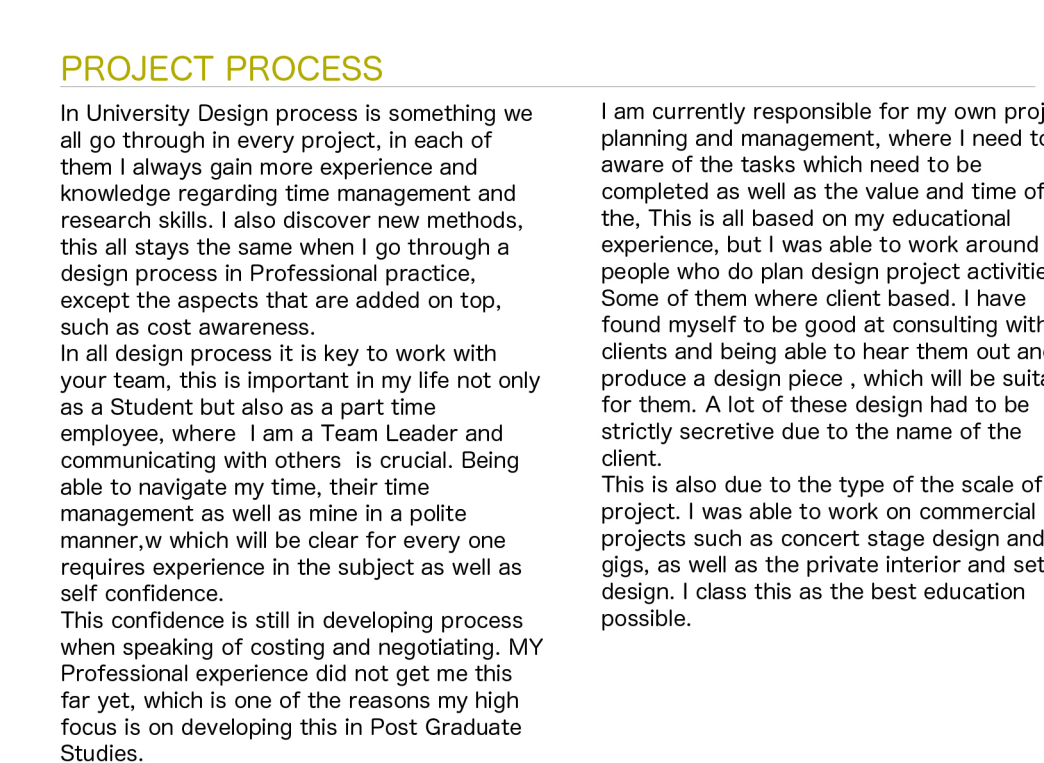 PROJECT PROCESS
In University Design process is something we
all go through in every project, in each of
them I always gain more experience and
knowledge regarding time management and
research skills. I also discover new methods,
this all stays the same when I go through a
design process in Professional practice,
except the aspects that are added on top,
such as cost awareness.
In all design process it is key to work with
your team, this is important in my life not only
as a Student but also as a part time
employee, where  I am a Team Leader and
communicating with others  is crucial. Being
able to navigate my time, their time
management as well as mine in a polite
manner,w which will be clear for every one
requires experience in the subject as well as
self confidence.
This confidence is still in developing process
when speaking of costing and negotiating. MY
Professional experience did not get me this
far yet, which is one of the reasons my high
focus is on developing this in Post Graduate
Studies.
I am currently responsible for my own
planning and management, where I need
aware of the tasks which need to be
completed as well as the value and time of
the, This is all based on my educational
experience, but I was able to work around
people who do plan design project
Some of them where client based. I have
found myself to be good at consulting with
clients and being able to hear them out
produce a design piece , which will be
for them. A lot of these design had to be
strictly secretive due to the name of the
client.
This is also due to the type of the scale of
project. I was able to work on commercial
projects such as concert stage design and
gigs, as well as the private interior and set
design. I class this as the best education
possible.